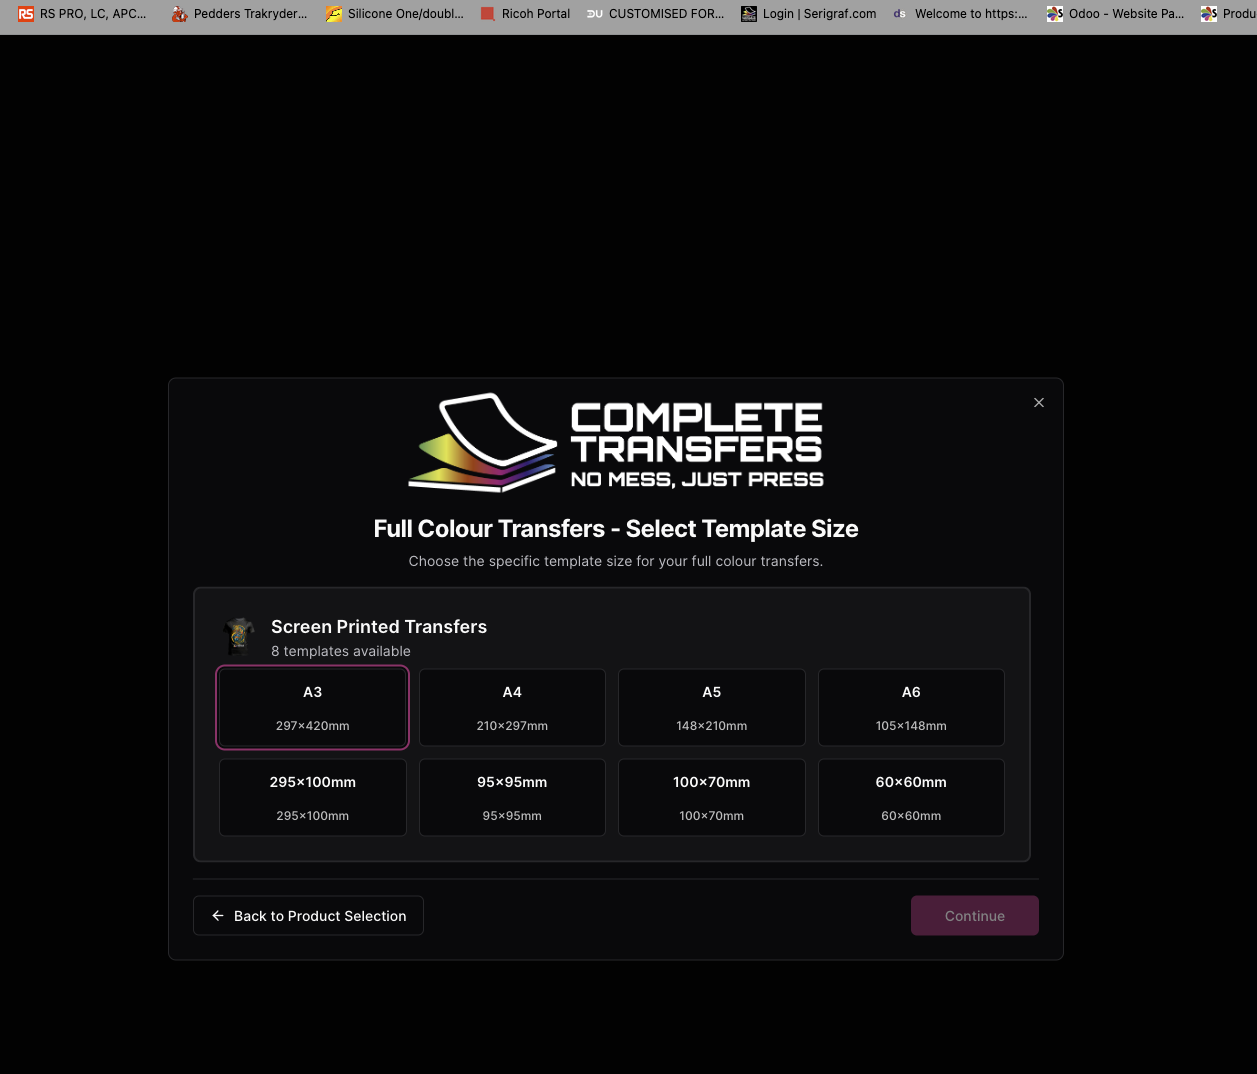 RS PRO, LC, APC...
Pedders Trakryder...
Silicone One/doubl...
Ricoh Portal
DU CUSTOMISED FOR...
Login | Serigraf.com
ds Welcome to https:...
Odoo - Website Pa...
Produ
COMPLETE
TRANSFERS
NO MESS, JUST PRESS
Full Colour Transfers - Select Template Size
Choose the specific template size for your full colour transfers.
Screen Printed Transfers
8 templates available
A3
297×420mm
A4
210×297mm
A5
148×210mm
A6
105×148mm
295×100mm
295×100mm
95×95mm
95×95mm
100×70mm
100×70mm
60×60mm
60×60mm
← Back to Product Selection
Continue